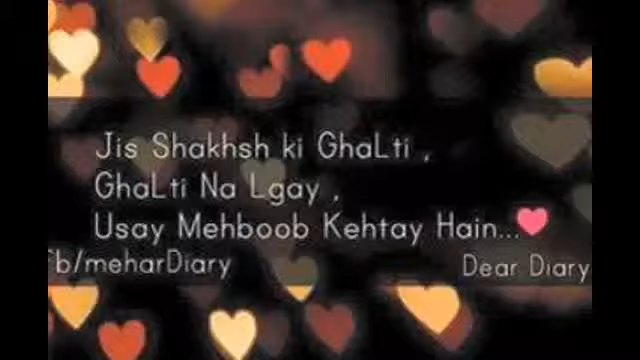 Jis Shakhsh ki GhaLti ,
GhaLti Na Lgay ,
Usay Mehboob Kehtay Hain...
fb/meharDiary
Dear Diary